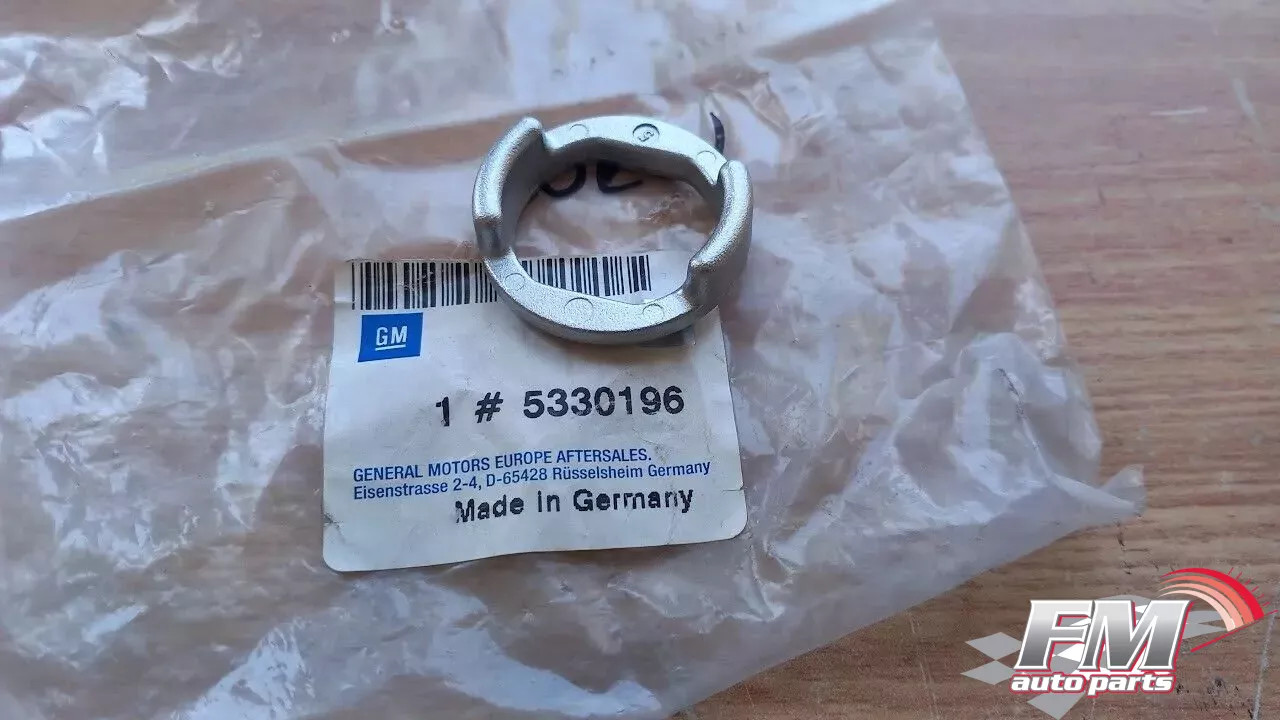 5
GM
1 # 5330196
GENERAL MOTORS EUROPE AFTERSALES.
Eisenstrasse 2-4, D-65428 Rüsselsheim Germany
Made in Germany
FM
auto parts